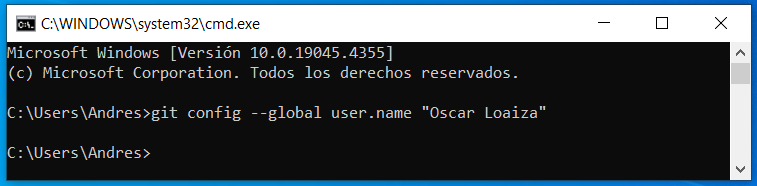 C:\WINDOWS\system32\cmd.exe
Microsoft Windows [Versión 10.0.19045.4355]
(c) Microsoft Corporation. Todos los derechos reservados.
C:\Users\Andres>git config --global user.name "Oscar Loaiza"
C:\Users\Andres>